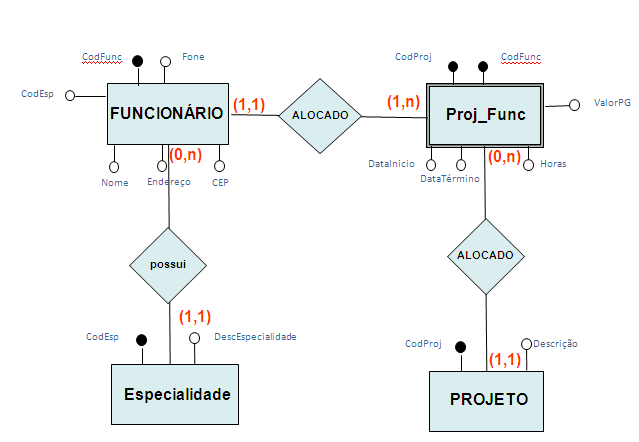 CodFunc
Fone
CodProj
CodFunc
CodEsp
FUNCIONÁRIO
(1,1)
ALOCADO
(1,n)
Proj_Func
ValorPG
(0,n)
(0,n)
Nome
Endereço
CEP
DataInicio
DataTérmino
Horas
possui
ALOCADO
(1,1)
CodEsp
DescEspecialidade
CodProj
Descrição
(1,1)
Especialidade
PROJETO